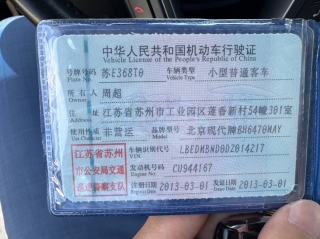 中华人民共和国机动车行驶证
Vehicle License of the People's Republic of China
号牌号码 苏E368T0 车辆类型 小型普通客车
Plate No. Vehicle Type
所有人 周超
Owner
住址 江苏省苏州市工业园区莲香新村54幢301室
Address
使用性质 非营运 品牌型号 北京现代牌BH6470MAY
Use Character Model
江苏省苏州市公安局交通巡逻警察支队
车辆识别代号 LBEDMBND8DZ014217
VIN
发动机号码 CU944167
Engine No.
注册日期 2013-03-01 发证日期 2013-03-01
Register Date Issue Date